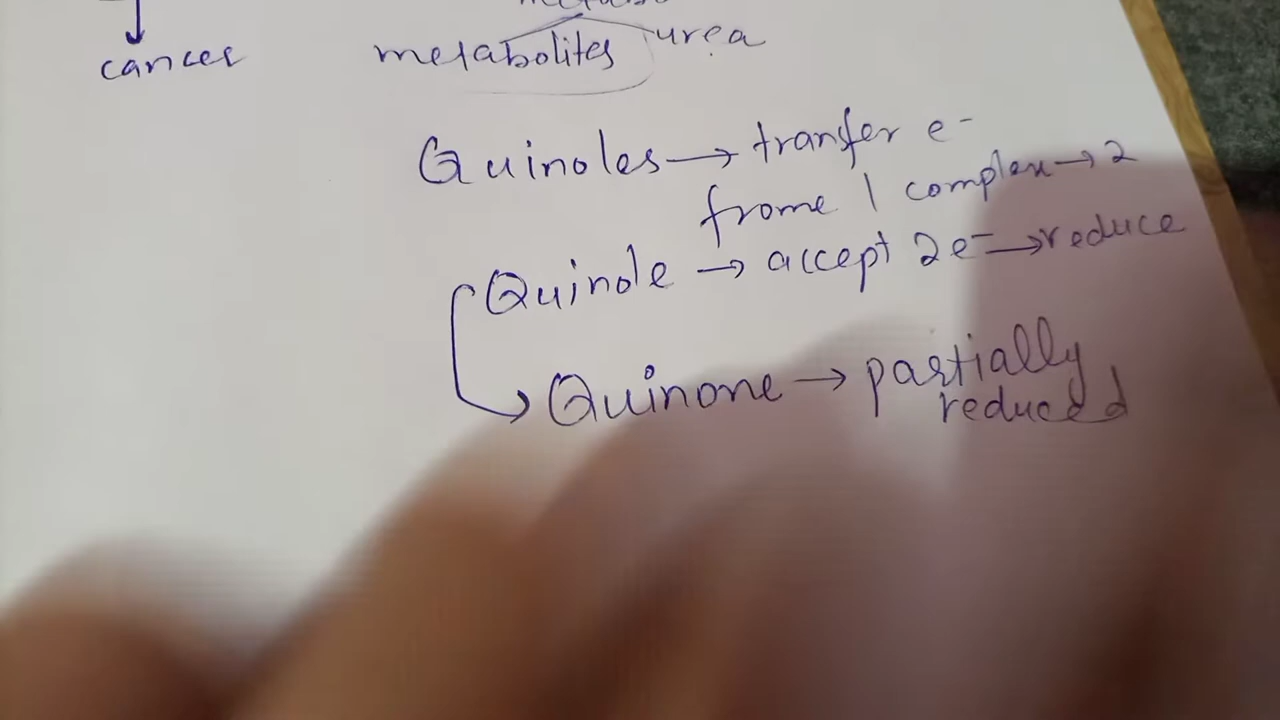 cancer
metabolites urea
Quinoles → transfer e-
frome 1 complex → 2
Quinole → accept 2e- → reduce
Quinone → partially
reduced